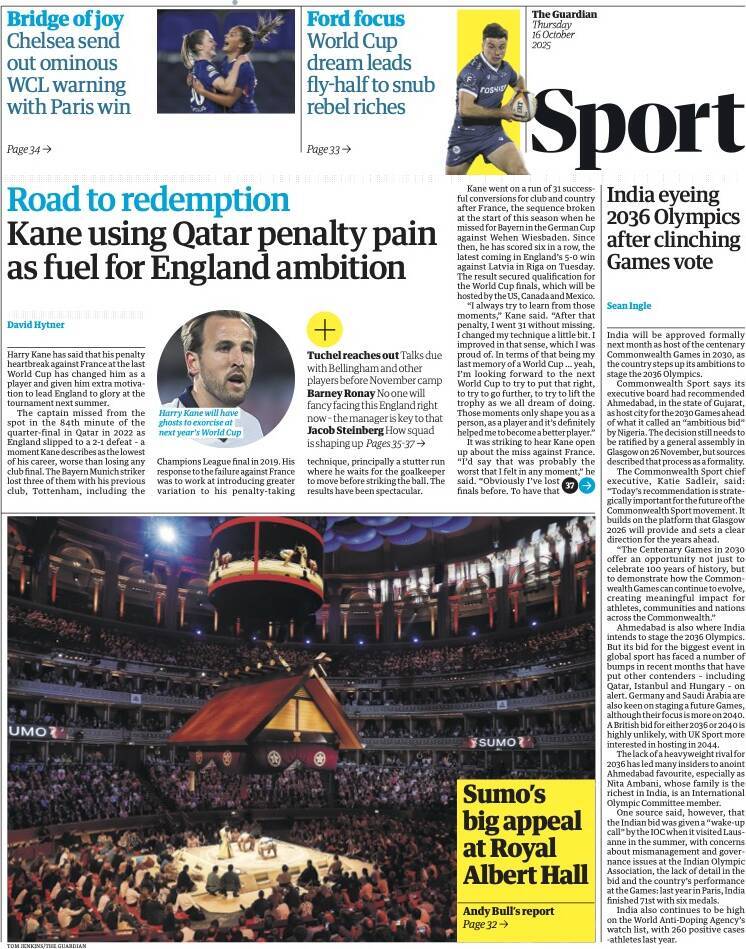 Bridge of joy
Chelsea send
out ominous
WCL warning
with Paris win
Page 34 →
Ford focus
World Cup
dream leads
fly-half to snub
rebel riches
Page 33 →
The Guardian
Thursday
16 October
2025
Sport
Road to redemption
Kane using Qatar penalty pain
as fuel for England ambition
David Hytner
Harry Kane has said that his penalty
heartbreak against France at the last
World Cup has changed him as a
player and given him extra motiva-
tion to lead England to glory at the
tournament next summer.
The captain missed from the
spot in the 84th minute of the
quarter-final in Qatar in 2022 as
England slipped to a 2-1 defeat – a
moment Kane describes as the lowest
of his career, worse than losing any
club final. The Bayern Munich striker
lost three of them with his previous
club, Tottenham, including the
Harry Kane will have
ghosts to exorcise at
next year's World Cup
Champions League final in 2019. His
response to the failure against France
was to work at introducing greater
variation to his penalty-taking
+
Tuchel reaches out Talks due
with Bellingham and other
players before November camp
Barney Ronay No one will
fancy facing this England right
now – the manager is key to that
Jacob Steinberg How squad
is shaping up Pages 35-37 →
technique, principally a stutter run
where he waits for the goalkeeper
to move before striking the ball. The
results have been spectacular.
Kane went on a run of 31 success-
ful conversions for club and country
after France, the sequence broken
at the start of this season when he
missed for Bayern in the German Cup
against Wehen Wiesbaden. Since
then, he has scored six in a row, the
latest coming in England's 5-0 win
against Latvia in Riga on Tuesday.
The result secured qualification for
the World Cup finals, which will be
hosted by the US, Canada and Mexico.
"I always try to learn from those
moments," Kane said. "After that
penalty, I went 31 without missing.
I changed my technique a little bit. I
improved in that sense, which I was
proud of. In terms of that being my
last memory of a World Cup ... yeah,
I'm looking forward to the next
World Cup to try to put that right,
to try to go further, to try to lift the
trophy as we all dream of doing.
Those moments only shape you as a
person, as a player and it's definitely
helped me to become a better player."
It was striking to hear Kane open
up about the miss against France.
"I'd say that was probably the
worst that I felt in any moment," he
said. "Obviously I've lost
finals before. To have that
37 →
India eyeing
2036 Olympics
after clinching
Games vote
Sean Ingle
India will be approved formally
next month as host of the centenary
Commonwealth Games in 2030, as
the country steps up its ambitions to
stage the 2036 Olympics.
Commonwealth Sport says its
executive board had recommended
Ahmedabad, in the state of Gujarat,
as host city for the 2030 Games ahead
of what it called an "ambitious bid"
by Nigeria. The decision still needs to
be ratified by a general assembly in
Glasgow on 26 November, but sources
described that process as a formality.
The Commonwealth Sport chief
executive, Katie Sadleir, said:
"Today's recommendation is strate-
gically important for the future of the
Commonwealth Sport movement. It
builds on the platform that Glasgow
2026 will provide and sets a clear
direction for the years ahead.
"The Centenary Games in 2030
offer an opportunity not just to
celebrate 100 years of history, but
to demonstrate how the Common-
wealth Games can continue to evolve,
creating meaningful impact for
athletes, communities and nations
across the Commonwealth."
Ahmedabad is also where India
intends to stage the 2036 Olympics.
But its bid for the biggest event in
global sport has faced a number of
bumps in recent months that have
put other contenders – including
Qatar, Istanbul and Hungary – on
alert. Germany and Saudi Arabia are
also keen on staging a future Games,
although their focus is more on 2040.
A British bid for either 2036 or 2040 is
highly unlikely, with UK Sport more
interested in hosting in 2044.
The lack of a heavyweight rival for
2036 has led many insiders to anoint
Ahmedabad favourite, especially as
Nita Ambani, whose family is the
richest in India, is an International
Olympic Committee member.
One source said, however, that
the Indian bid was given a "wake-up
call" by the IOC when it visited Laus-
anne in the summer, with concerns
about mismanagement and gover-
nance issues at the Indian Olympic
Association, the lack of detail in the
bid and the country's performance
at the Games: last year in Paris, India
finished 71st with six medals.
India also continues to be high
on the World Anti-Doping Agency's
watch list, with 260 positive cases
-athletes last year.
SUMO
SUMO
Sumo's
big appeal
at Royal
Albert Hall
Andy Bull's report
Page 32 →
TOM JENKINS/THE GUARDIAN